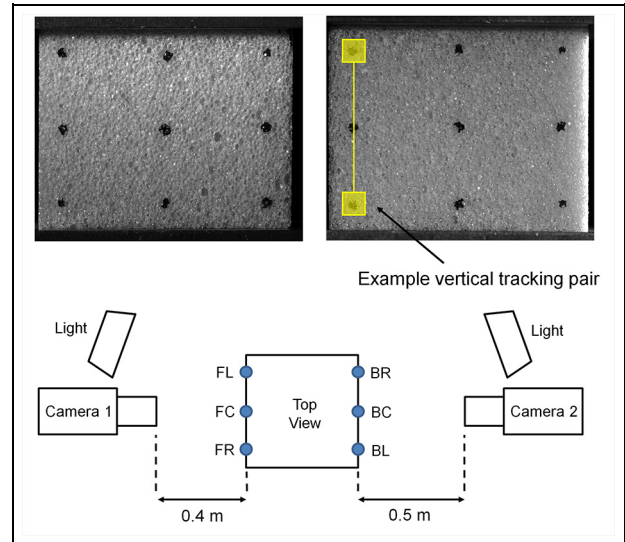 Example vertical tracking pair
Light
Light
FL
BR
Camera 1
FC
Top
View
BC
Camera 2
FR
BL
0.4 m
0.5 m